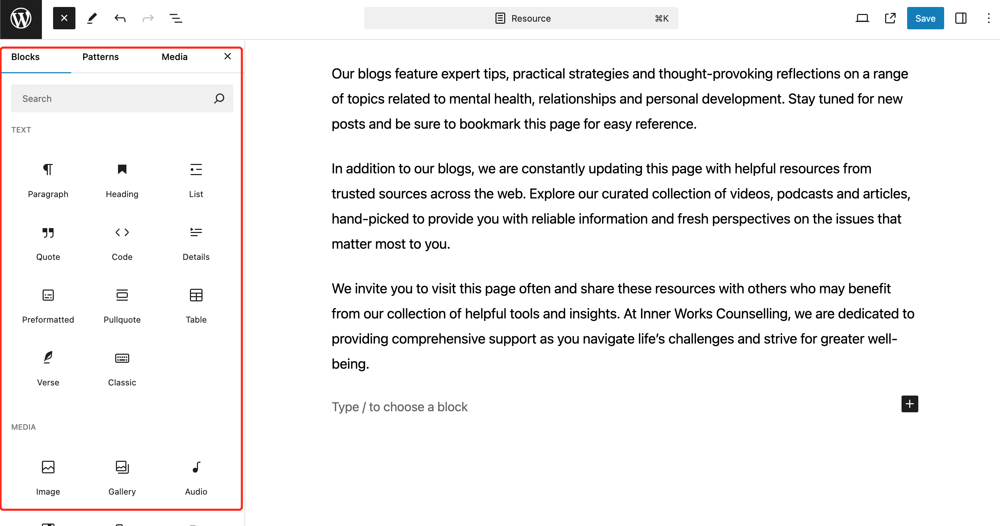 Resource ⌘K
Save
Blocks Patterns Media
Search
TEXT
Paragraph Heading List
Quote Code Details
Preformatted Pullquote Table
Verse Classic
MEDIA
Image Gallery Audio
Our blogs feature expert tips, practical strategies and thought-provoking reflections on a range
of topics related to mental health, relationships and personal development. Stay tuned for new
posts and be sure to bookmark this page for easy reference.
In addition to our blogs, we are constantly updating this page with helpful resources from
trusted sources across the web. Explore our curated collection of videos, podcasts and articles,
hand-picked to provide you with reliable information and fresh perspectives on the issues that
matter most to you.
We invite you to visit this page often and share these resources with others who may benefit
from our collection of helpful tools and insights. At Inner Works Counselling, we are dedicated to
providing comprehensive support as you navigate life’s challenges and strive for greater well-
being.
Type / to choose a block